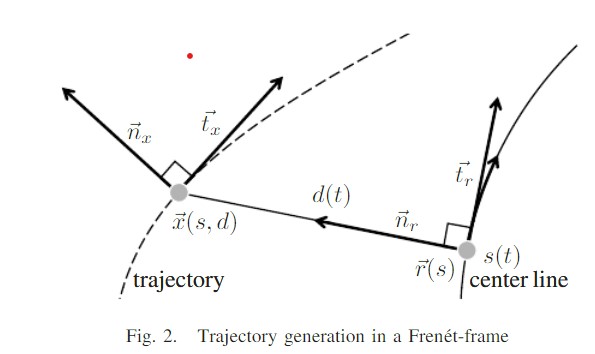 $\vec{n}_x$
$\vec{t}_x$
$d(t)$
$\vec{t}_r$
$\vec{x}(s, d)$
$\vec{n}_r$
$\vec{r}(s)$
$s(t)$
trajectory
center line
Fig. 2. Trajectory generation in a Frenét-frame